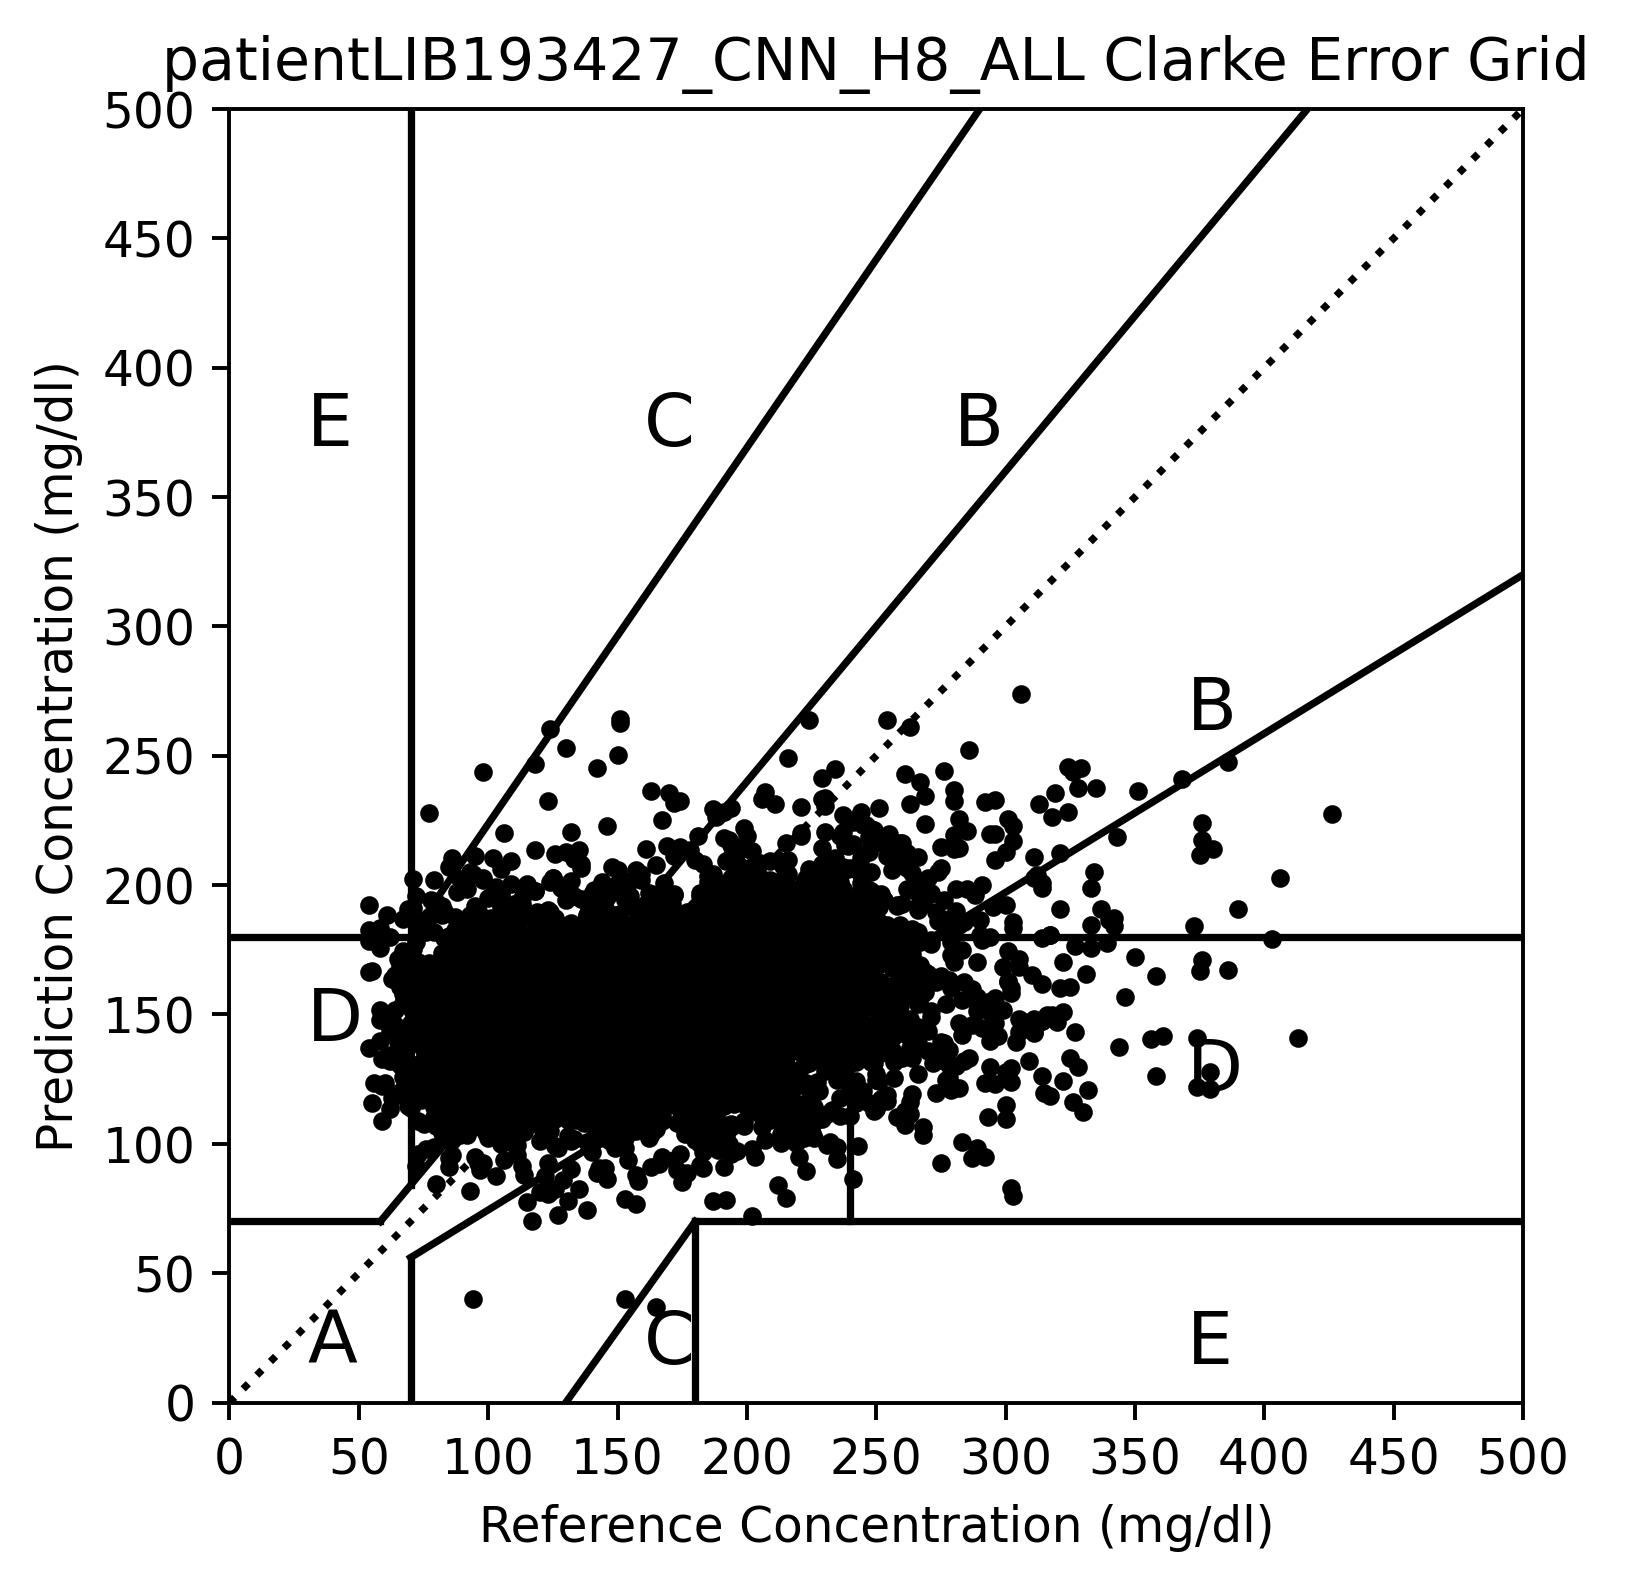 patientLIB193427_CNN_H8_ALL Clarke Error Grid
500
450
400
350
300
250
200
150
100
50
0
Prediction Concentration (mg/dl)
E
C
B
B
D
D
A
C
E
0 50 100 150 200 250 300 350 400 450 500
Reference Concentration (mg/dl)